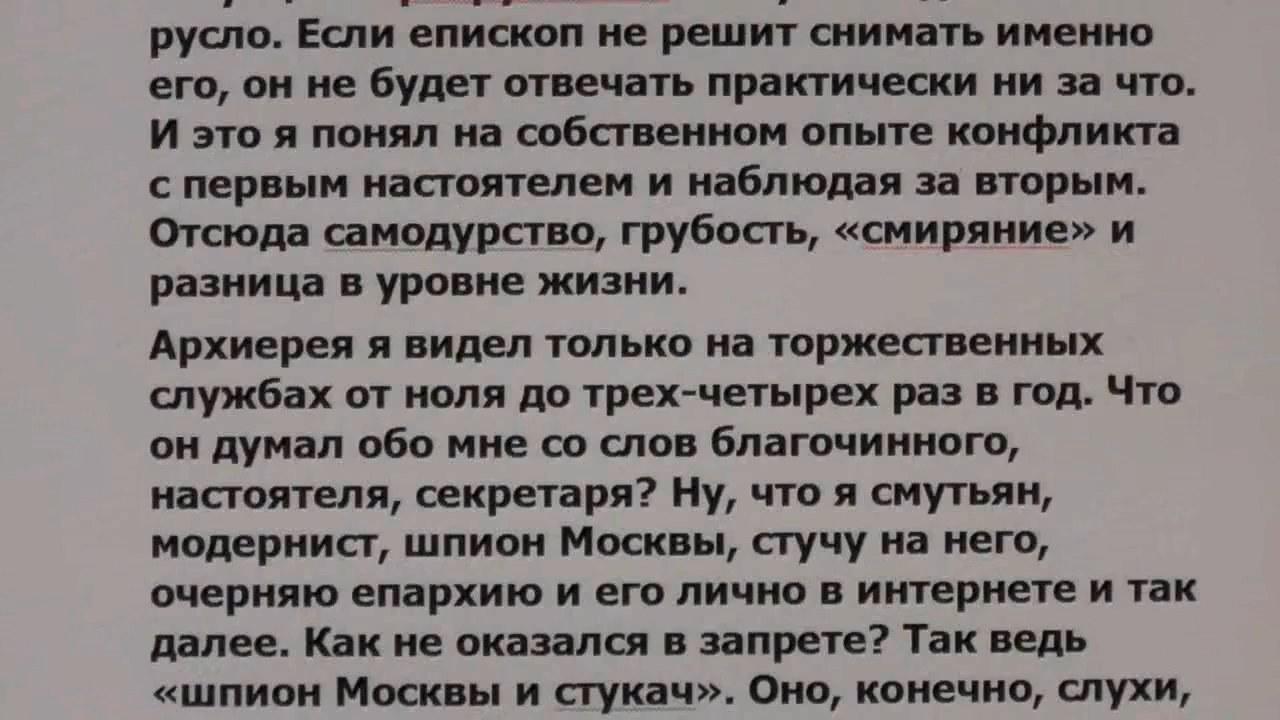 русло. Если епископ не решит снимать именно
его, он не будет отвечать практически ни за что.
И это я понял на собственном опыте конфликта
с первым настоятелем и наблюдая за вторым.
Отсюда самодурство, грубость, «смиряние» и
разница в уровне жизни.
Архиерея я видел только на торжественных
службах от ноля до трех-четырех раз в год. Что
он думал обо мне со слов благочинного,
настоятеля, секретаря? Ну, что я смутьян,
модернист, шпион Москвы, стучу на него,
очерняю епархию и его лично в интернете и так
далее. Как не оказался в запрете? Так ведь
«шпион Москвы и стукач». Оно, конечно, слухи,